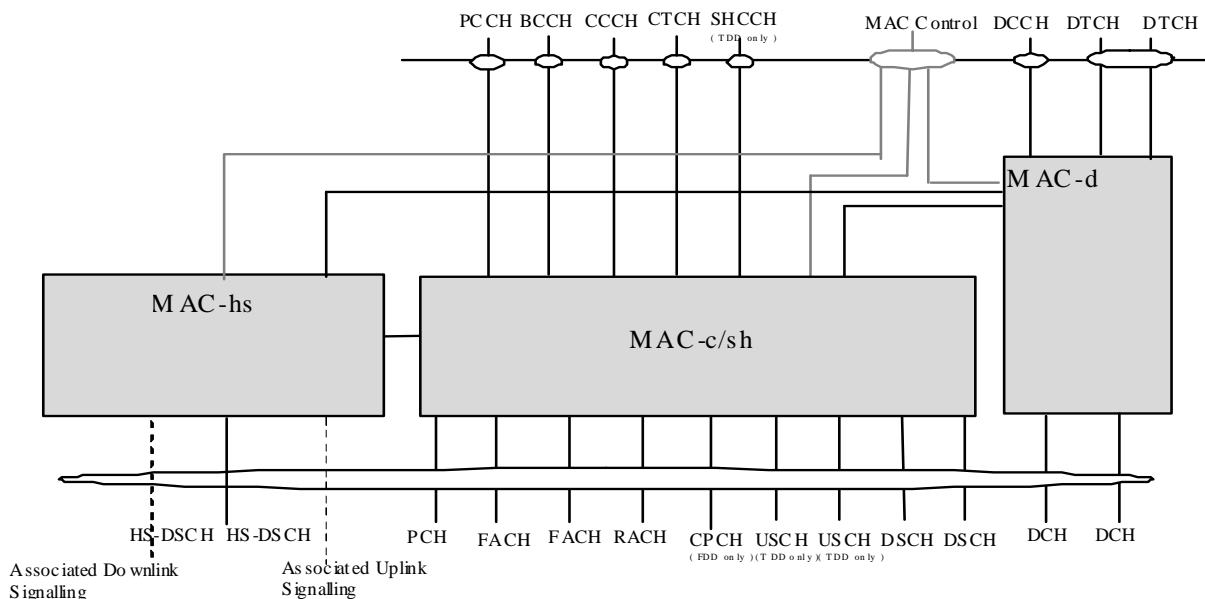 PCCH BCCH CCCH CTCH SHCCH MAC Control DCCH DTCH DTCH
( TDD only )
MAC-d
MAC-hs
MAC-c/sh
HS-DSCH HS-DSCH PCH FACH FACH RACH CPCH USCH USCH DSCH DSCH DCH DCH
( FDD only ) ( TDD only ) ( TDD only )
Associated Downlink
Signalling
Associated Uplink
Signalling